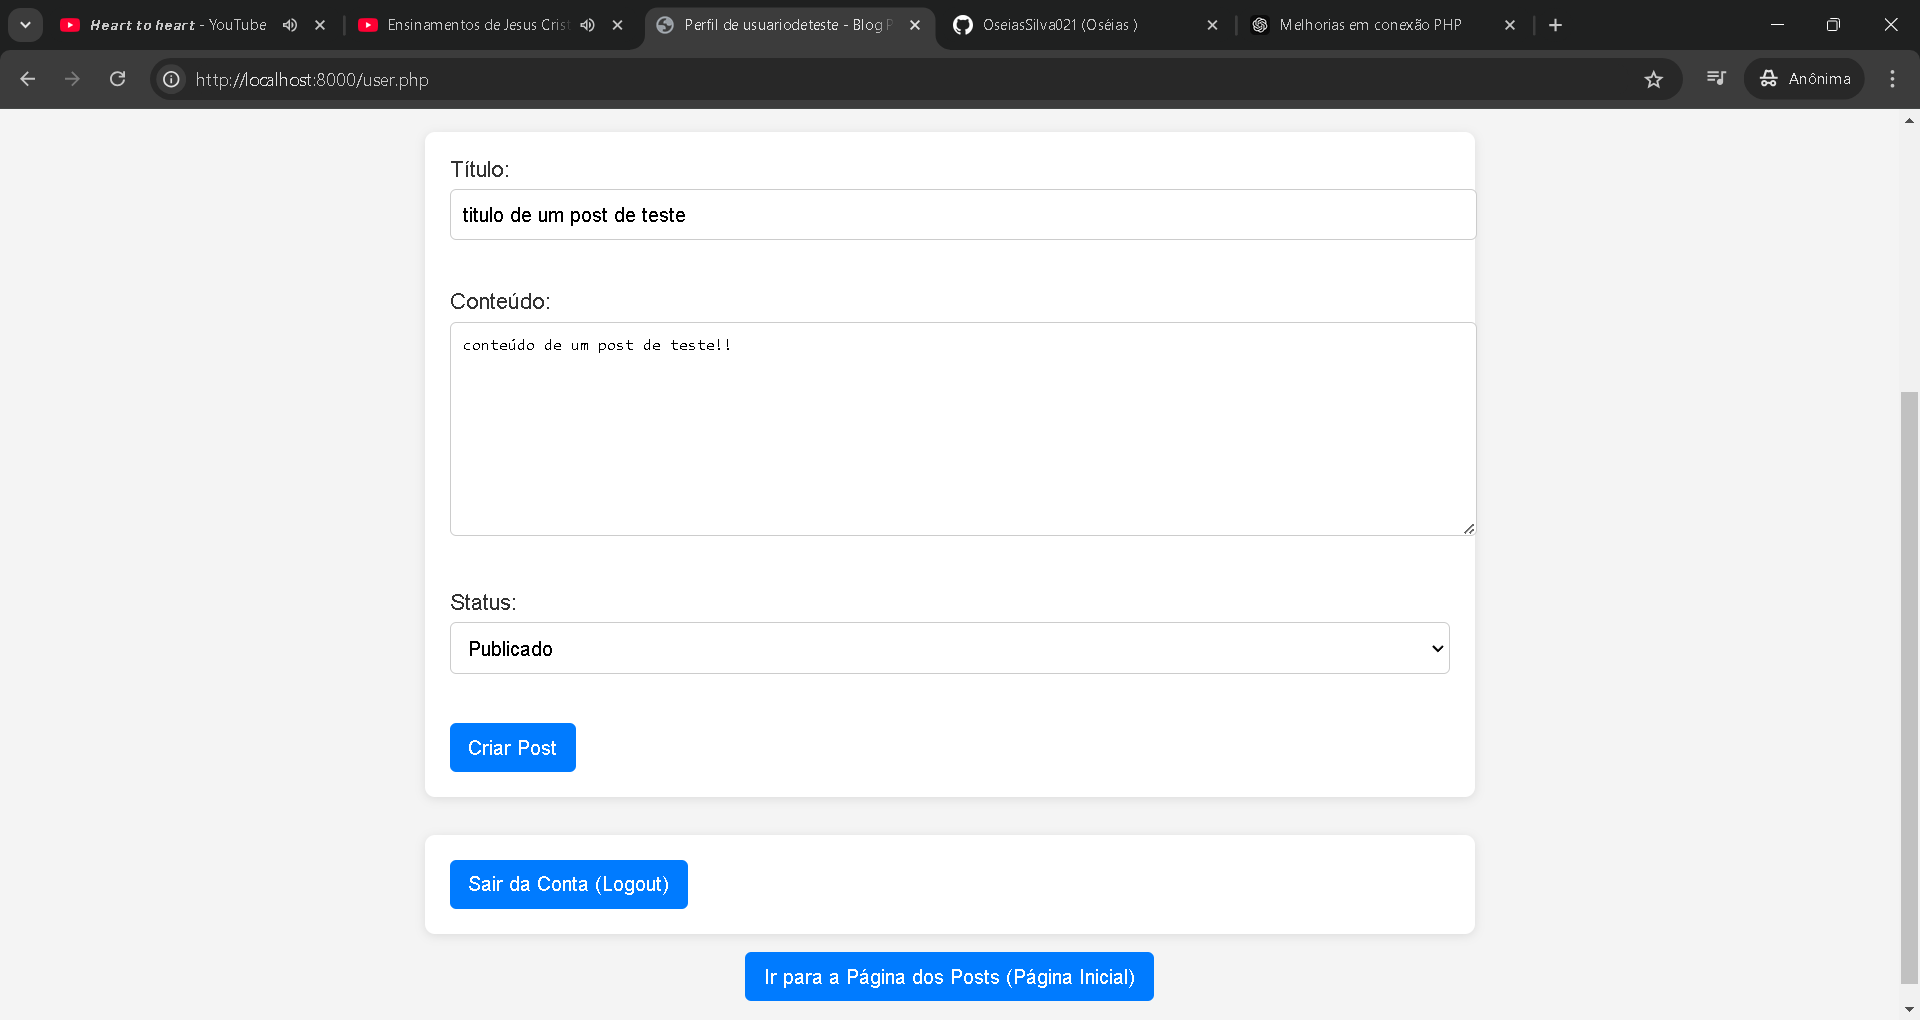 Heart to heart - YouTube
Ensinamentos de Jesus Crist
Perfil de usuariodeteste - Blog P
OseiasSilva021 (Oséias )
Melhorias em conexão PHP
http://localhost:8000/user.php
Anônima
Título:
titulo de um post de teste
Conteúdo:
conteúdo de um post de teste!!
Status:
Publicado
Criar Post
Sair da Conta (Logout)
Ir para a Página dos Posts (Página Inicial)